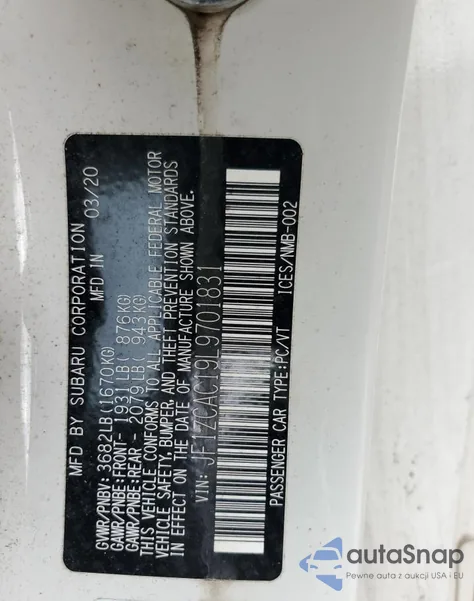 MFD BY SUBARU CORPORATION 03/20
MADE IN
GVWR/PNBV: 3682LB(1670KG)
GAWR/PNBE:FRONT- 1931LB( 876KG)
GAWR/PNBE:REAR - 2079LB( 943KG)
THIS VEHICLE CONFORMS TO ALL APPLICABLE FEDERAL MOTOR
VEHICLE SAFETY, BUMPER, AND THEFT PREVENTION STANDARDS
IN EFFECT ON THE DATE OF MANUFACTURE SHOWN ABOVE.
VIN: JF1ZCAC19L9701831
PASSENGER CAR TYPE:PC/VT ICES/NMB-002
autoSnap
Pewne auta z aukcji USA i EU